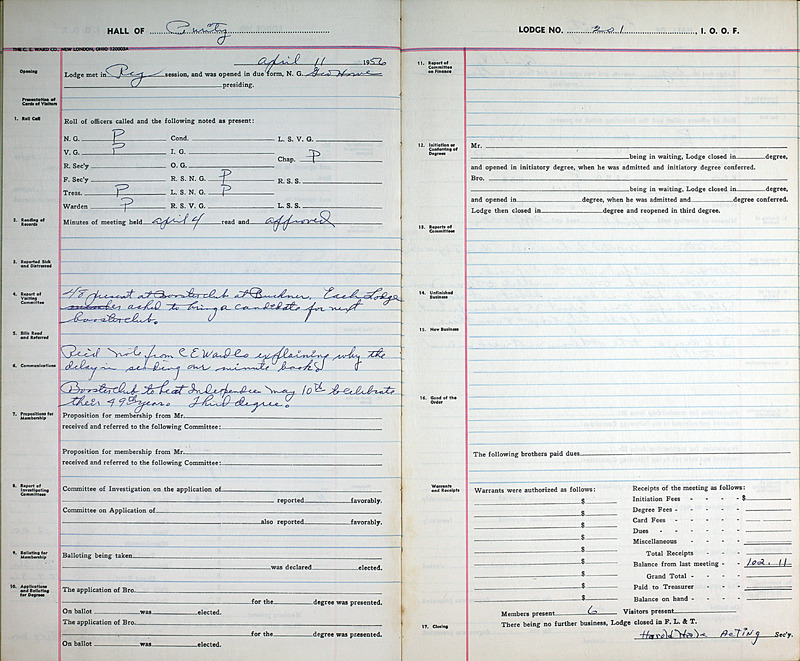 HALL OF Purity
THE C. E. WARD CO., NEW LONDON, OHIO
April 11 1956
Opening
Lodge met in Reg session, and was opened in due form, N. G. Geo Howe
presiding.
Presentation of Cards of Visitors
1. Roll Call
Roll of officers called and the following noted as present:
N. G. P Cond. L. S. V. G.
V. G. P I. G. Chap. P
R. Sec'y O. G.
F. Sec'y R. S. N. G. P R. S. S.
Treas. P L. S. N. G. P
Warden P R. S. V. G. L. S. S.
2. Reading of Records
Minutes of meeting held April 4 read and approved
3. Reported Sick and Distressed
4. Report of Visiting Committee
48 present at Boosterclub at Buckner. Each Lodge
member asked to bring a candidate for next
boosterclub.
5. Bills Read and Referred
Rec'd note from C E Ward Co explaining why the
6. Communications
delay in sending our minute books
Boosterclub to be at Independence May 10th to celibrate
their 49th year. Third degree.
7. Propositions for Membership
Proposition for membership from Mr.
received and referred to the following Committee:
Proposition for membership from Mr.
received and referred to the following Committee:
8. Report of Investigating Committees
Committee of Investigation on the application of
reported favorably.
Committee on Application of
also reported favorably.
9. Balloting for Membership
Balloting being taken
was declared elected.
10. Applications and Balloting for Degrees
The application of Bro.
for the degree was presented.
On ballot was elected.
The application of Bro.
for the degree was presented.
On ballot was elected.
LODGE NO. 201, I. O. O. F.
11. Report of Committee on Finance
12. Initiation or Conferring of Degrees
Mr.
being in waiting, Lodge closed in degree,
and opened in initiatory degree, when he was admitted and initiatory degree conferred.
Bro.
being in waiting, Lodge closed in degree,
and opened in degree, when he was admitted and degree conferred.
Lodge then closed in degree and reopened in third degree.
13. Reports of Committees
14. Unfinished Business
15. New Business
16. Good of the Order
The following brothers paid dues
Warrants and Receipts
Warrants were authorized as follows: Receipts of the meeting as follows:
$ Initiation Fees - - - - $
$ Degree Fees - - - - -
$ Card Fees - - - - -
$ Dues - - - - -
$ Miscellaneous - - - - -
$ Total Receipts
$ Balance from last meeting - - 102.11
$ Grand Total - - -
$ Paid to Treasurer - - - -
$ Balance on hand - - - -
Members present 6 Visitors present
17. Closing
There being no further business, Lodge closed in F. L. & T.
Harold Hale Acting Sec'y.